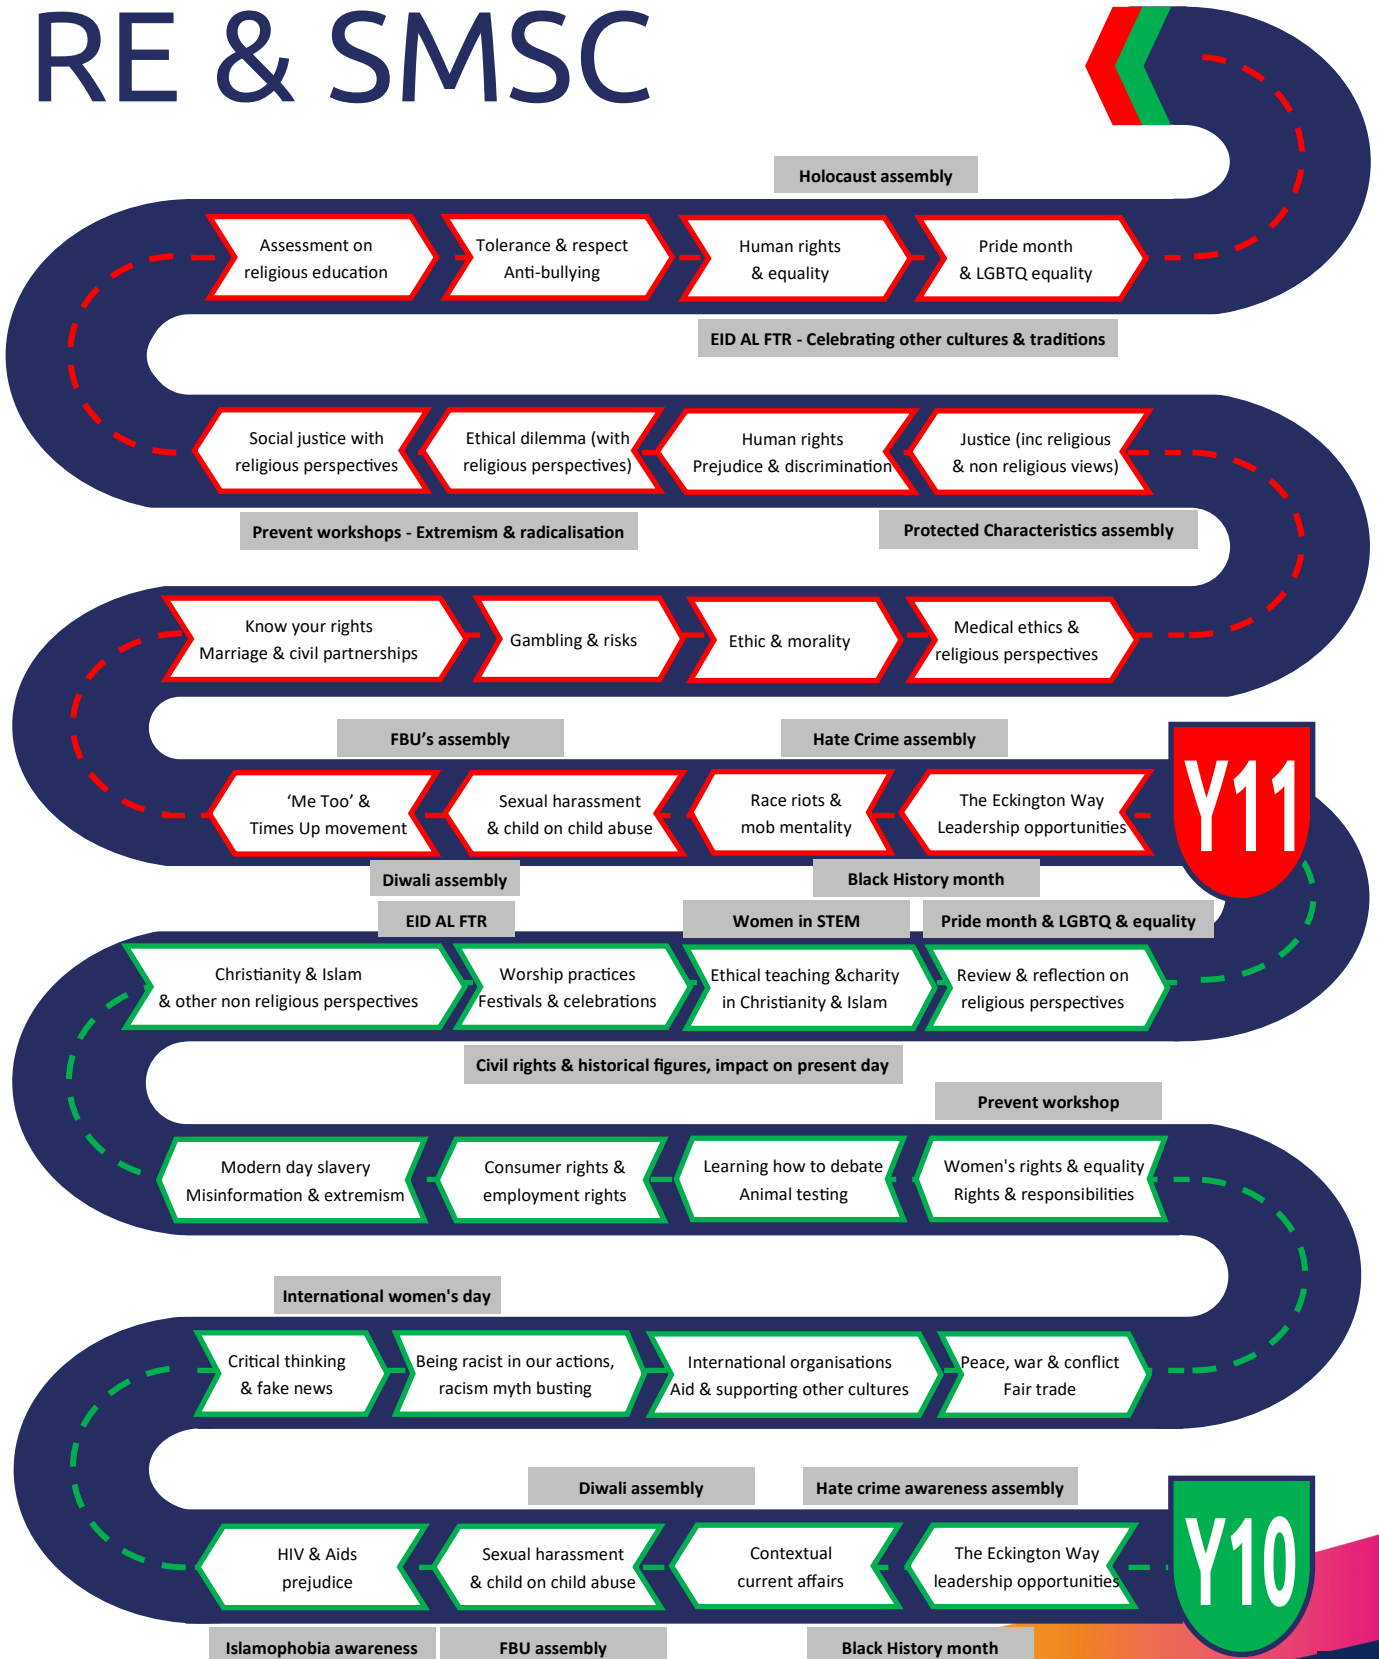 RE & SMSC
Holocaust assembly
Assessment on
religious education
Tolerance & respect
Anti-bullying
Human rights
& equality
Pride month
& LGBTQ equality
EID AL FTR - Celebrating other cultures & traditions
Social justice with
religious perspectives
Ethical dilemma (with
religious perspectives)
Human rights
Prejudice & discrimination
Justice (inc religious
& non religious views)
Prevent workshops - Extremism & radicalisation
Protected Characteristics assembly
Know your rights
Marriage & civil partnerships
Gambling & risks
Ethic & morality
Medical ethics &
religious perspectives
FBU’s assembly
Hate Crime assembly
Y11
‘Me Too’ &
Times Up movement
Sexual harassment
& child on child abuse
Race riots &
mob mentality
The Eckington Way
Leadership opportunities
Diwali assembly
Black History month
EID AL FTR
Women in STEM
Pride month & LGBTQ & equality
Christianity & Islam
& other non religious perspectives
Worship practices
Festivals & celebrations
Ethical teaching &charity
in Christianity & Islam
Review & reflection on
religious perspectives
Civil rights & historical figures, impact on present day
Prevent workshop
Modern day slavery
Misinformation & extremism
Consumer rights &
employment rights
Learning how to debate
Animal testing
Women's rights & equality
Rights & responsibilities
International women's day
Critical thinking
& fake news
Being racist in our actions,
racism myth busting
International organisations
Aid & supporting other cultures
Peace, war & conflict
Fair trade
Diwali assembly
Hate crime awareness assembly
Y10
HIV & Aids
prejudice
Sexual harassment
& child on child abuse
Contextual
current affairs
The Eckington Way
leadership opportunities
Islamophobia awareness
FBU assembly
Black History month